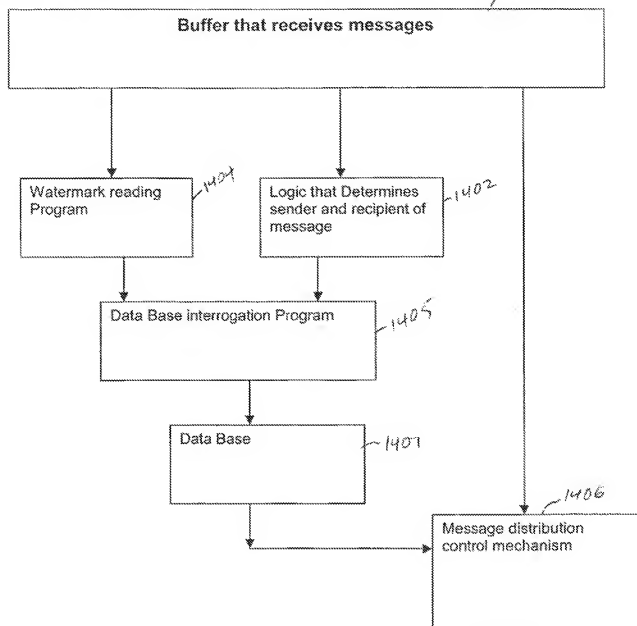 Buffer that receives messages
Watermark reading
Program
1404
Logic that Determines
sender and recipient of
message
1402
Data Base interrogation Program
1405
Data Base
1407
1406
Message distribution
control mechanism